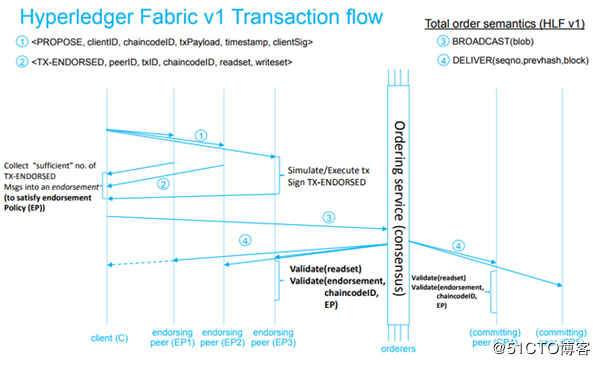 Hyperledger Fabric v1 Transaction flow
① <PROPOSE, clientID, chaincodeID, txPayload, timestamp, clientSig>
② <TX-ENDORSED, peerID, txID, chaincodeID, readset, writeset>
Total order semantics (HLF v1)
③ BROADCAST(blob)
④ DELIVER(seqno,prevhash,block)
①
Collect "sufficient" no. of
TX-ENDORSED
Msgs into an endorsement
(to satisfy endorsement
Policy (EP))
②
Simulate/Execute tx
Sign TX-ENDORSED
③
④
Validate(readset)
Validate(endorsement,
chaincodeID,
EP)
Ordering service (consensus)
④
Validate(readset)
Validate(endorsement,
chaincodeID,
EP)
client (C)
endorsing
peer (EP1)
endorsing
peer (EP2)
endorsing
peer (EP3)
orderers
(committing)
peer (CP1)
(committing)
peer
@51CTO博客